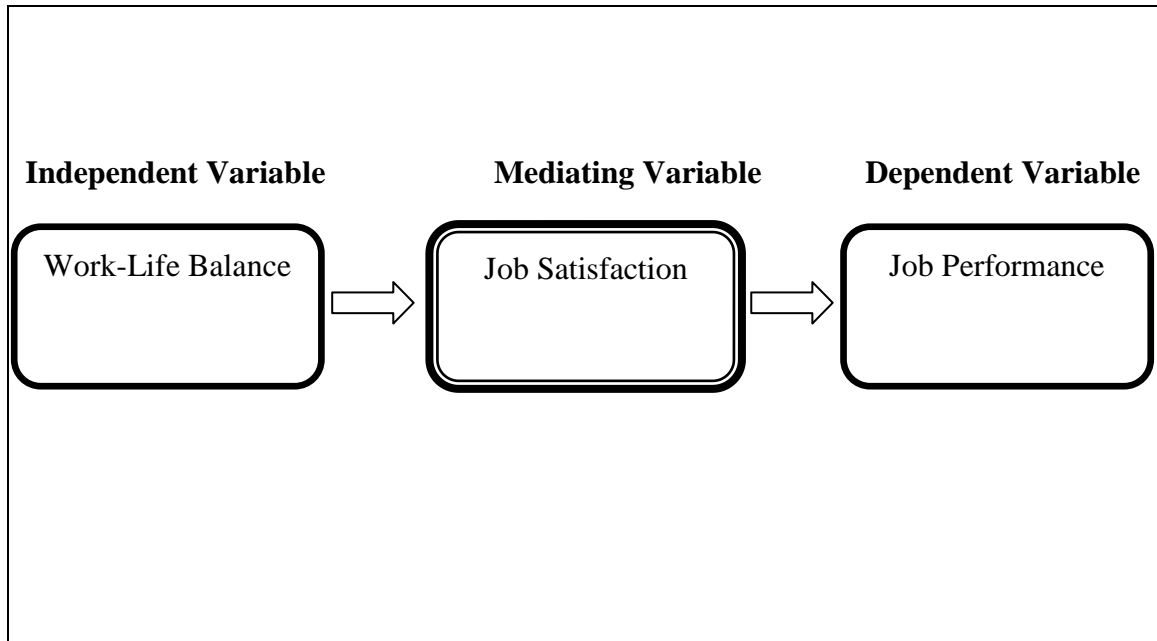 Independent Variable
Mediating Variable
Dependent Variable
Work-Life Balance
Job Satisfaction
Job Performance